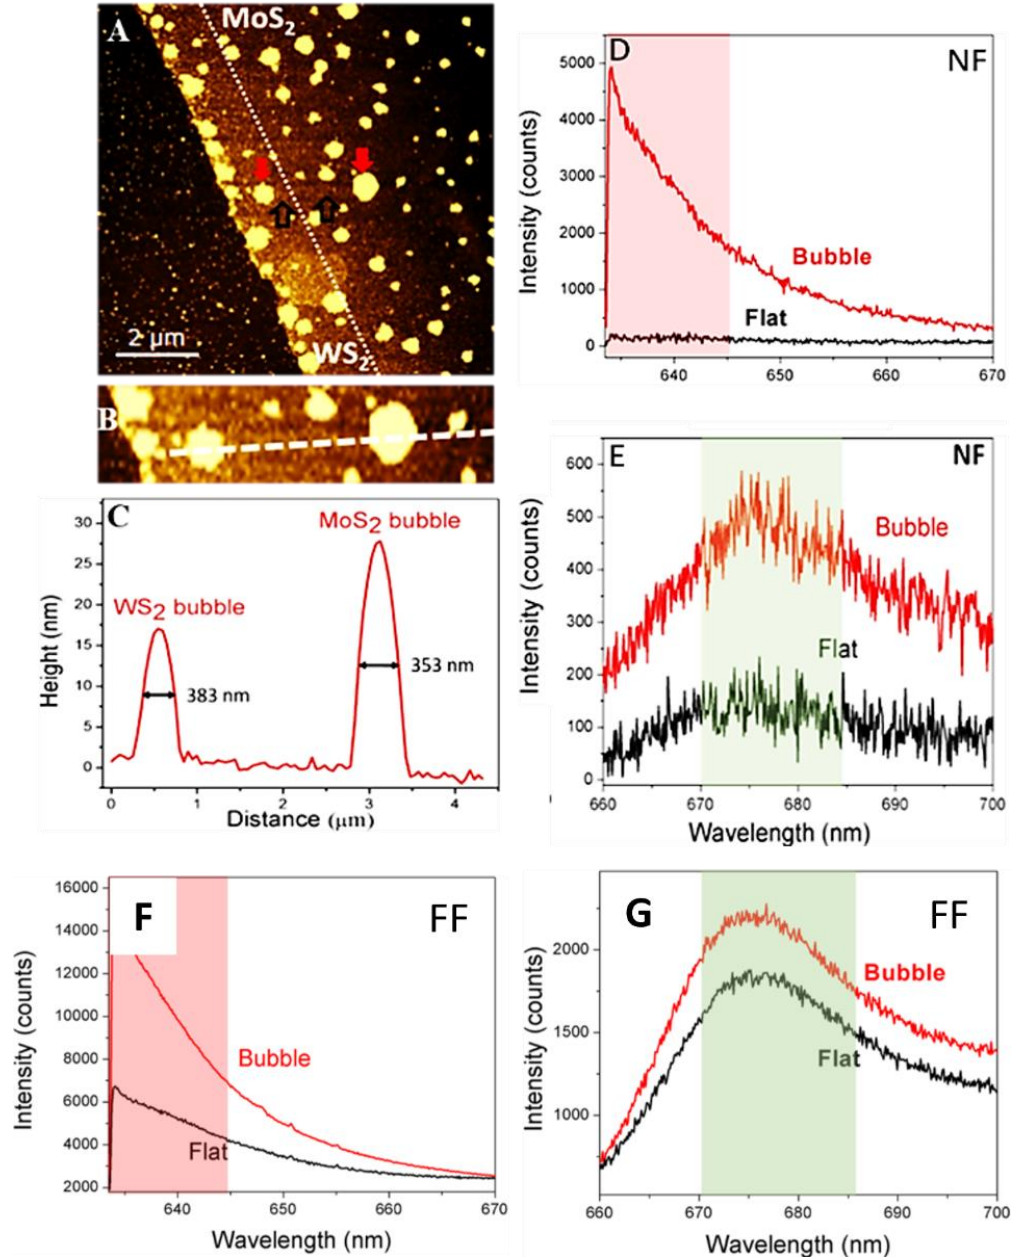 A
MoS2
2 μm
WS2
B
C
MoS2 bubble
WS2 bubble
383 nm
353 nm
Height (nm)
30
25
20
15
10
5
0
0 1 2 3 4
Distance (μm)
D
NF
Intensity (counts)
5000
4000
3000
2000
1000
0
Bubble
Flat
640 650 660 670
E
NF
Intensity (counts)
600
500
400
300
200
100
0
Bubble
Flat
660 670 680 690 700
Wavelength (nm)
F
FF
Intensity (counts)
16000
14000
12000
10000
8000
6000
4000
2000
Bubble
Flat
640 650 660 670
Wavelength (nm)
G
FF
Intensity (counts)
2000
1500
1000
Bubble
Flat
660 670 680 690 700
Wavelength (nm)